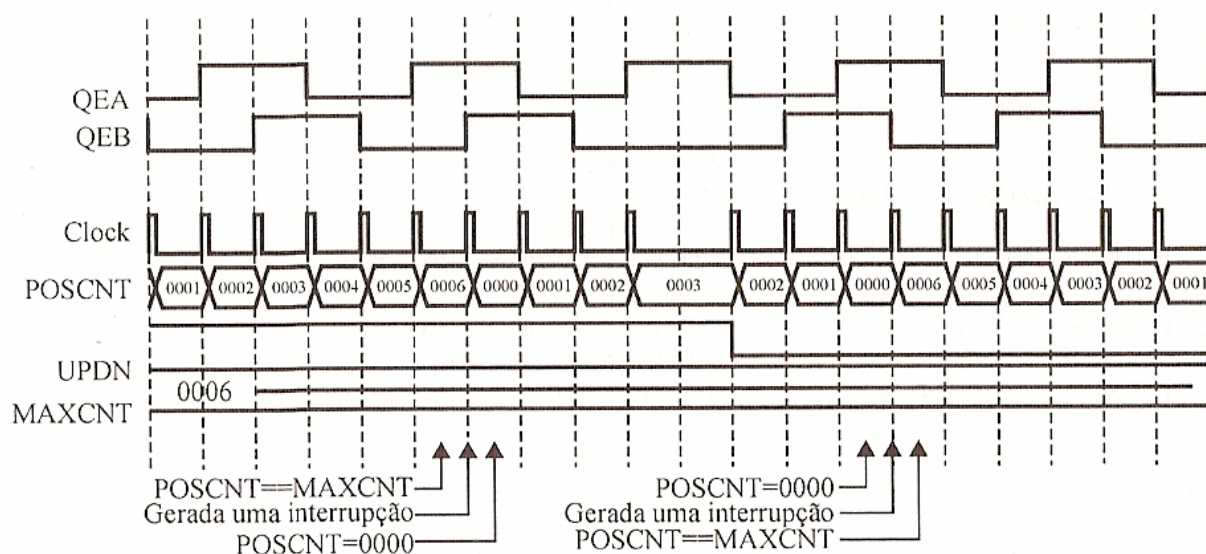 QEA
QEB
Clock
POSCNT 0001 0002 0003 0004 0005 0006 0000 0001 0002 0003 0002 0001 0000 0006 0005 0004 0003 0002 0001
UPDN
0006
MAXCNT
POSCNT==MAXCNT
Gerada uma interrupção
POSCNT=0000
POSCNT=0000
Gerada uma interrupção
POSCNT==MAXCNT